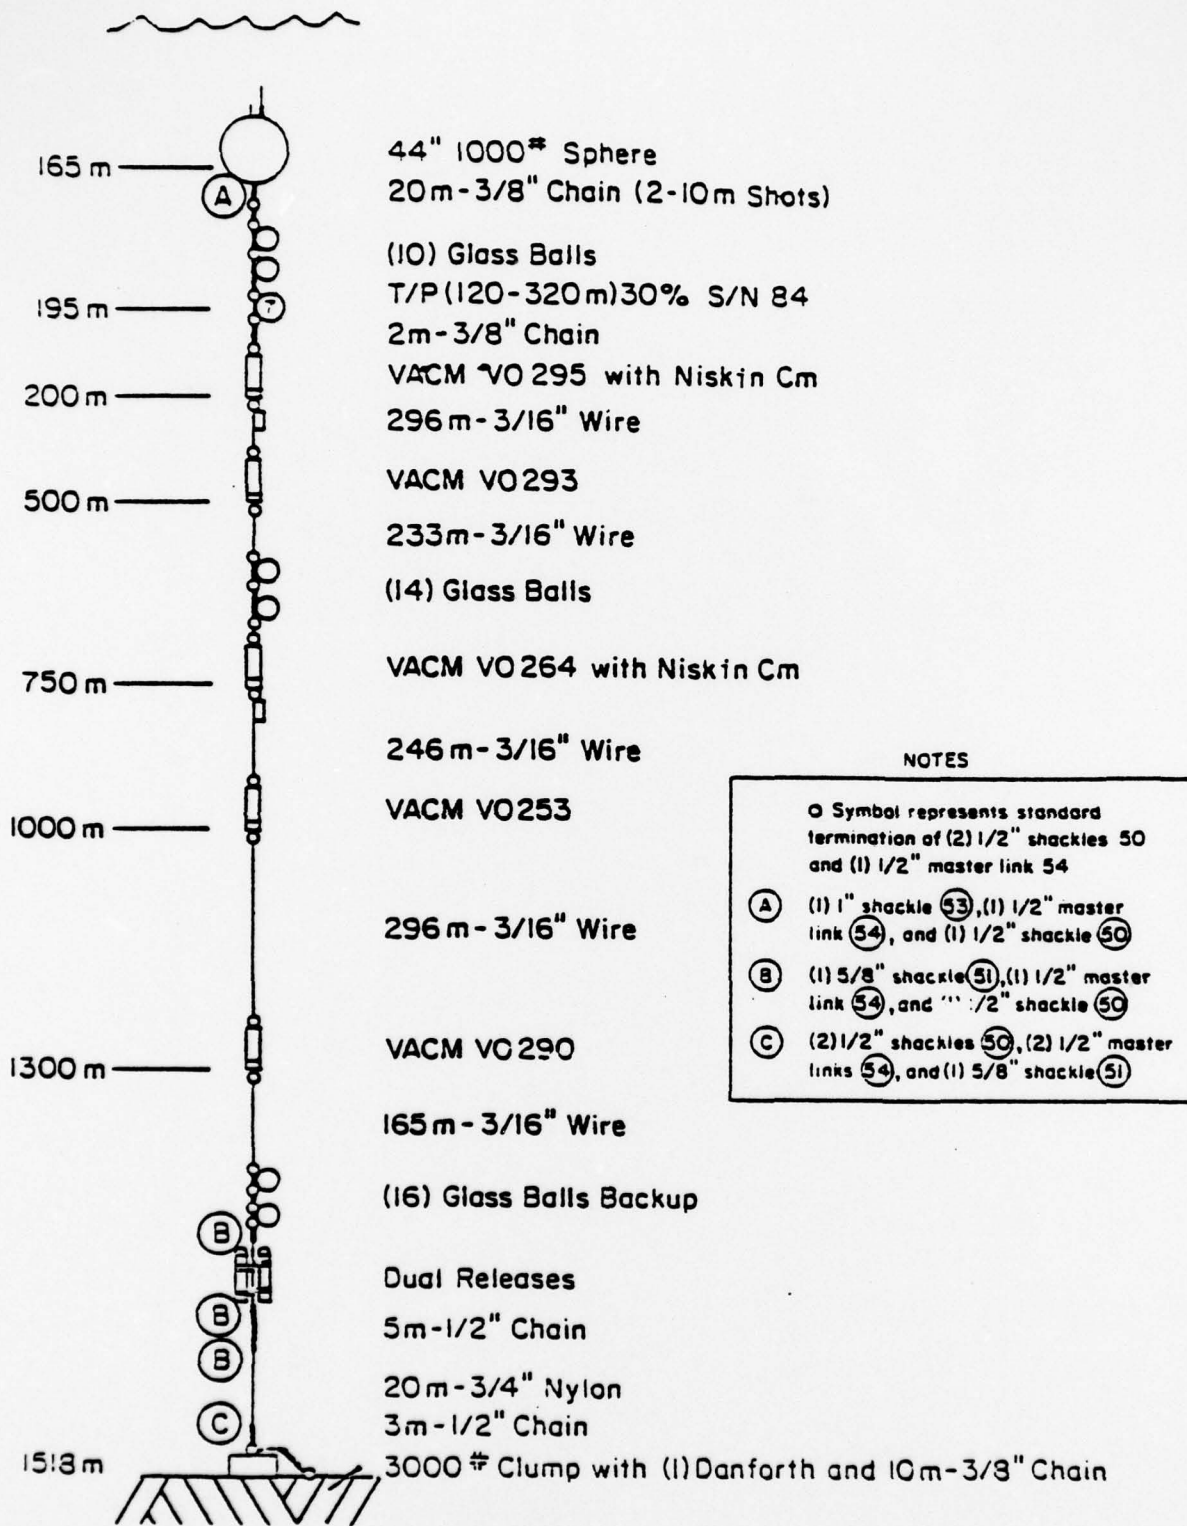 165 m
44" 1000# Sphere
A
20m-3/8" Chain (2-10m Shots)
(10) Glass Balls
T/P (120-320m) 30% S/N 84
195 m
2m-3/8" Chain
VACM VO295 with Niskin Cm
200 m
296m-3/16" Wire
VACM VO293
500 m
233m-3/16" Wire
(14) Glass Balls
VACM VO264 with Niskin Cm
750 m
246m-3/16" Wire
VACM VO253
1000 m
296m-3/16" Wire
VACM VO290
1300 m
165m-3/16" Wire
(16) Glass Balls Backup
B
Dual Releases
B
5m-1/2" Chain
B
20m-3/4" Nylon
C
3m-1/2" Chain
1518 m
3000# Clump with (1) Danforth and 10m-3/8" Chain
NOTES
O Symbol represents standard
termination of (2) 1/2" shackles 50
and (1) 1/2" master link 54
A (1) 1" shackle 53, (1) 1/2" master
link 54, and (1) 1/2" shackle 50
B (1) 5/8" shackle 51, (1) 1/2" master
link 54, and /2" shackle 50
C (2) 1/2" shackles 50, (2) 1/2" master
links 54, and (1) 5/8" shackle 51